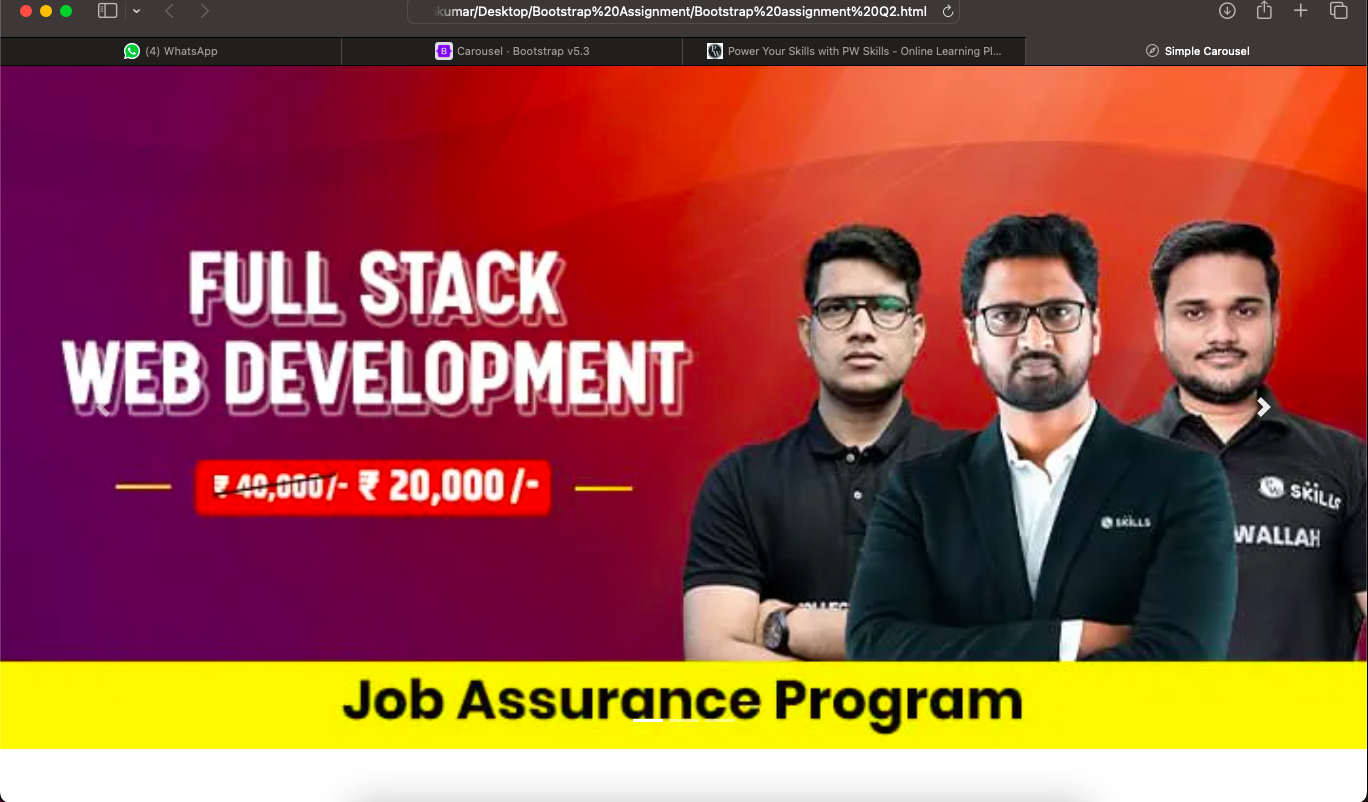 kumar/Desktop/Bootstrap%20Assignment/Bootstrap%20assignment%20Q2.html
(4) WhatsApp
B Carousel · Bootstrap v5.3
Power Your Skills with PW Skills - Online Learning Pl...
Simple Carousel
FULL STACK
WEB DEVELOPMENT
₹ 40,000/- ₹ 20,000/-
SKILLS
SKILLS
WALLAH
Job Assurance Program